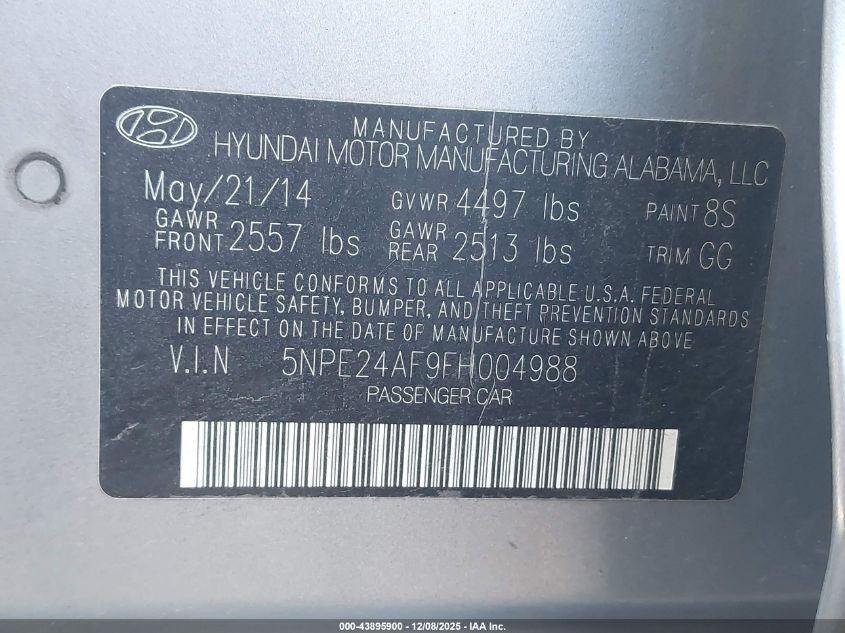 MANUFACTURED BY
HYUNDAI MOTOR MANUFACTURING ALABAMA, LLC
May/21/14 GVWR 4497 lbs PAINT 8S
GAWR FRONT 2557 lbs GAWR REAR 2513 lbs TRIM GG
THIS VEHICLE CONFORMS TO ALL APPLICABLE U.S.A. FEDERAL
MOTOR VEHICLE SAFETY, BUMPER, AND THEFT PREVENTION STANDARDS
IN EFFECT ON THE DATE OF MANUFACTURE SHOWN ABOVE
V.I.N 5NPE24AF9FH004988
PASSENGER CAR
000-43895900 - 12/08/2025 - IAA Inc.